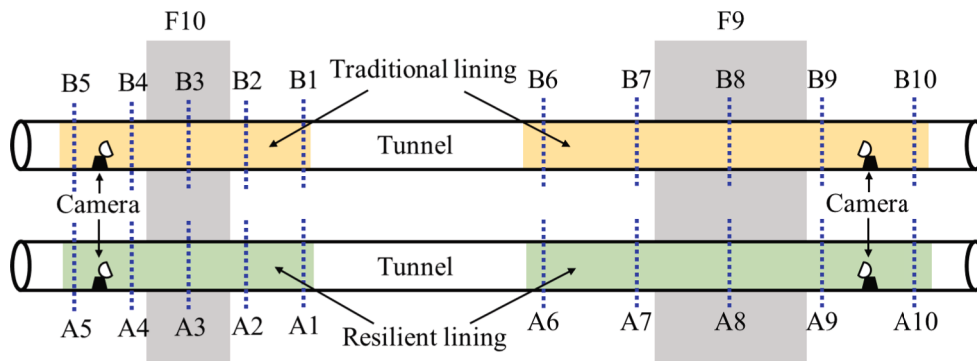 F10 F9
B5 B4 B3 B2 B1 Traditional lining B6 B7 B8 B9 B10
Tunnel
Camera Camera
Tunnel
A5 A4 A3 A2 A1 Resilient lining A6 A7 A8 A9 A10